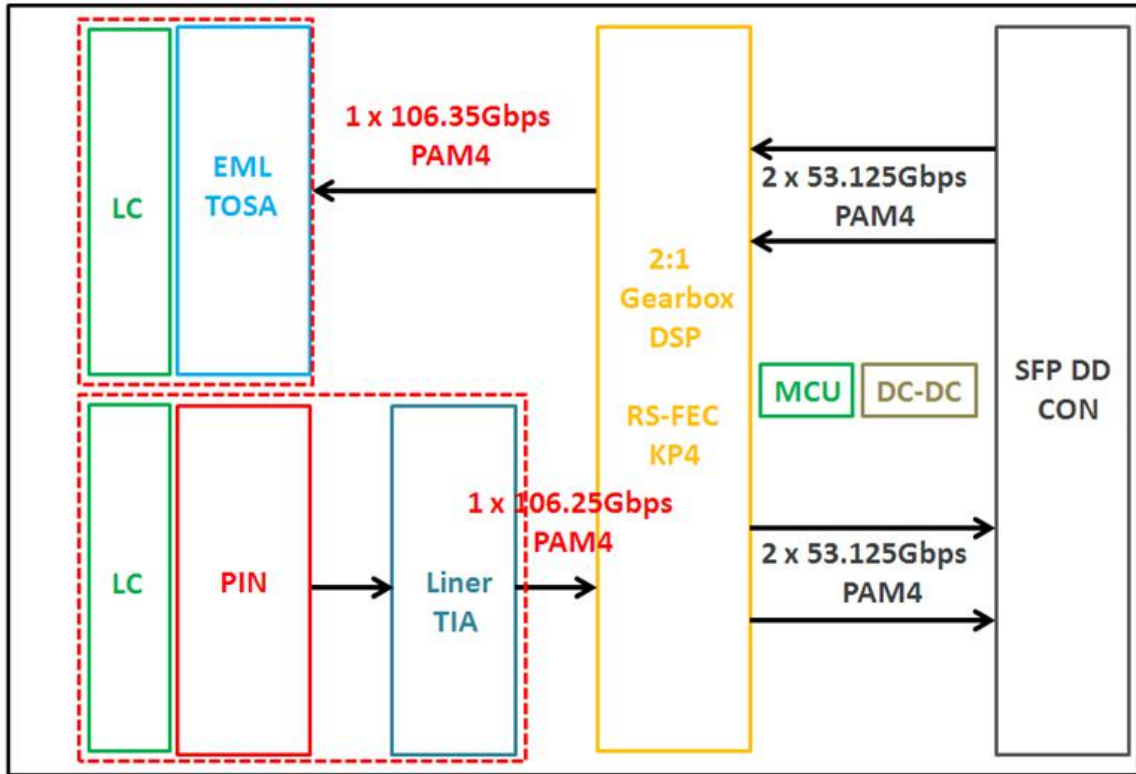 LC
EML
TOSA
1 x 106.35Gbps
PAM4
2:1
Gearbox
DSP
RS-FEC
KP4
2 x 53.125Gbps
PAM4
MCU
DC-DC
SFP DD
CON
LC
PIN
Liner
TIA
1 x 106.25Gbps
PAM4
2 x 53.125Gbps
PAM4